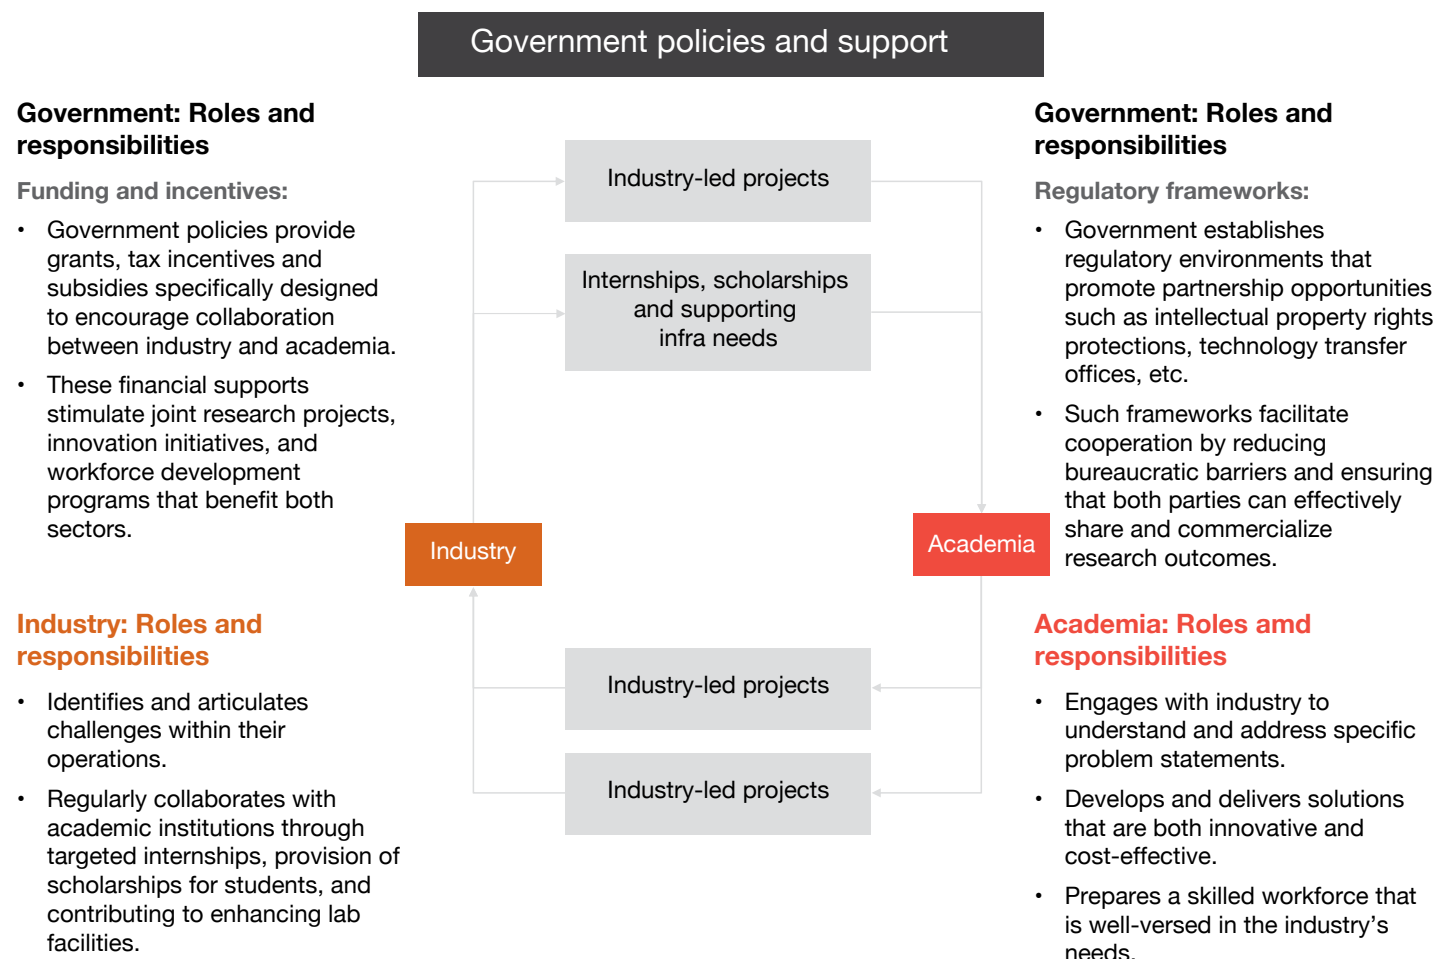 Government policies and support
Government: Roles and
responsibilities
Funding and incentives:
• Government policies provide
grants, tax incentives and
subsidies specifically designed
to encourage collaboration
between industry and academia.
• These financial supports
stimulate joint research projects,
innovation initiatives, and
workforce development
programs that benefit both
sectors.
Industry: Roles and
responsibilities
• Identifies and articulates
challenges within their
operations.
• Regularly collaborates with
academic institutions through
targeted internships, provision of
scholarships for students, and
contributing to enhancing lab
facilities.
Industry-led projects
Internships, scholarships
and supporting
infra needs
Industry
Academia
Industry-led projects
Industry-led projects
Government: Roles and
responsibilities
Regulatory frameworks:
• Government establishes
regulatory environments that
promote partnership opportunities
such as intellectual property rights
protections, technology transfer
offices, etc.
• Such frameworks facilitate
cooperation by reducing
bureaucratic barriers and ensuring
that both parties can effectively
share and commercialize
research outcomes.
Academia: Roles amd
responsibilities
• Engages with industry to
understand and address specific
problem statements.
• Develops and delivers solutions
that are both innovative and
cost-effective.
• Prepares a skilled workforce that
is well-versed in the industry's
needs.